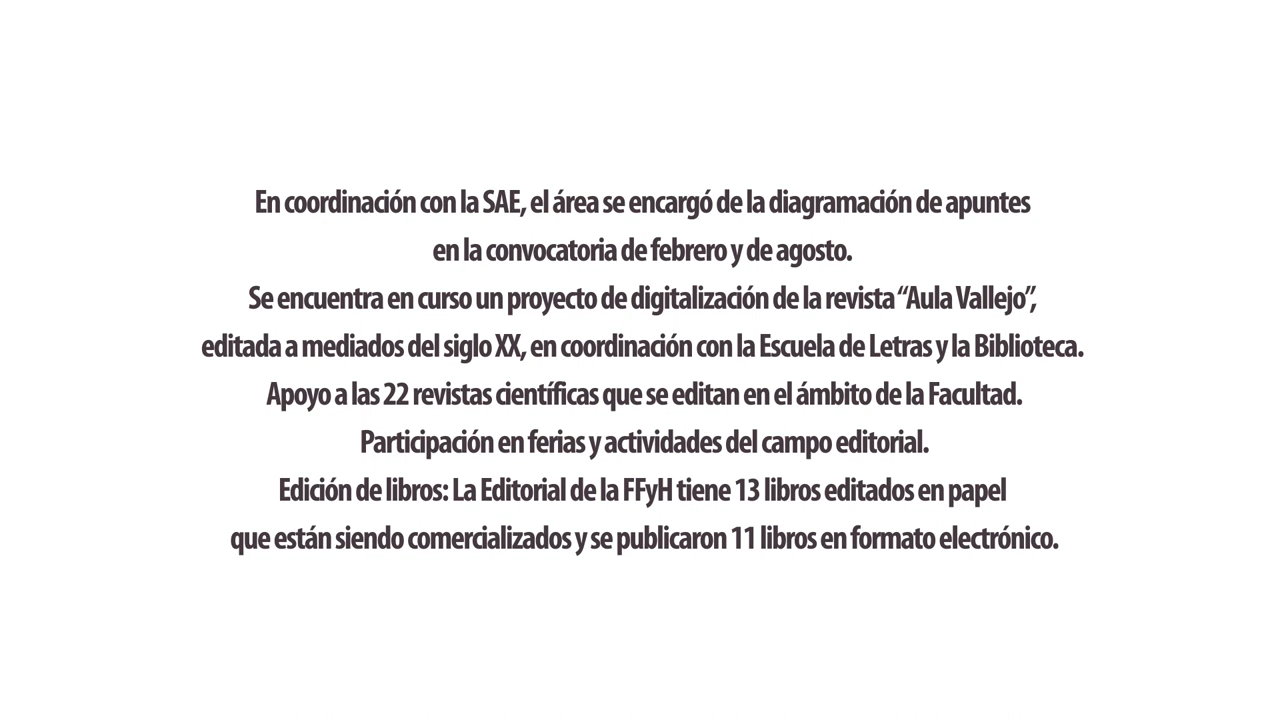 En coordinación con la SAE, el área se encargó de la diagramación de apuntes
en la convocatoria de febrero y de agosto.
Se encuentra en curso un proyecto de digitalización de la revista “Aula Vallejo”,
editada a mediados del siglo XX, en coordinación con la Escuela de Letras y la Biblioteca.
Apoyo a las 22 revistas científicas que se editan en el ámbito de la Facultad.
Participación en ferias y actividades del campo editorial.
Edición de libros: La Editorial de la FFyH tiene 13 libros editados en papel
que están siendo comercializados y se publicaron 11 libros en formato electrónico.